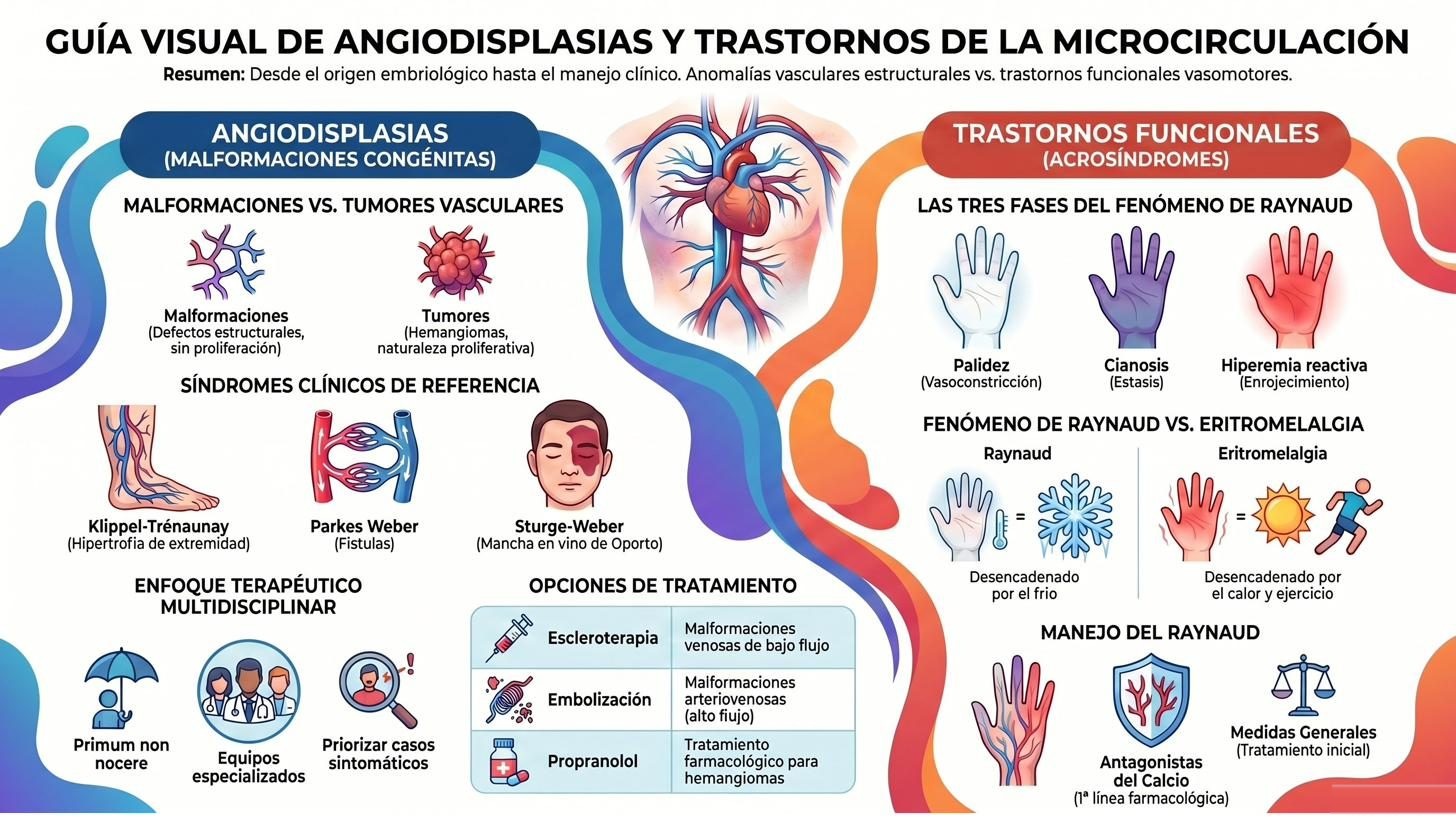 GUÍA VISUAL DE ANGIODISPLASIAS Y TRASTORNOS DE LA MICROCIRCULACIÓN
Resumen: Desde el origen embriológico hasta el manejo clínico. Anomalías vasculares estructurales vs. trastornos funcionales vasomotores.
ANGIODISPLASIAS
(MALFORMACIONES CONGÉNITAS)
MALFORMACIONES VS. TUMORES VASCULARES
Malformaciones
(Defectos estructurales,
sin proliferación)
Tumores
(Hemangiomas,
naturaleza proliferativa)
SÍNDROMES CLÍNICOS DE REFERENCIA
Klippel-Trénaunay
(Hipertrofia de extremidad)
Parkes Weber
(Fistulas)
Sturge-Weber
(Mancha en vino de Oporto)
ENFOQUE TERAPÉUTICO
MULTIDISCIPLINAR
Primum non
nocere
Equipos
especializados
Priorizar casos
sintomáticos
OPCIONES DE TRATAMIENTO
Escleroterapia
Malformaciones
venosas de bajo flujo
Embolización
Malformaciones
arteriovenosas
(alto flujo)
Propranolol
Tratamiento
farmacológico para
hemangiomas
TRASTORNOS FUNCIONALES
(ACROSÍNDROMES)
LAS TRES FASES DEL FENÓMENO DE RAYNAUD
Palidez
(Vasoconstricción)
Cianosis
(Estasis)
Hiperemia reactiva
(Enrojecimiento)
FENÓMENO DE RAYNAUD VS. ERITROMELALGIA
Raynaud
=
Desencadenado
por el frio
Eritromelalgia
=
Desencadenado por
el calor y ejercicio
MANEJO DEL RAYNAUD
Antagonistas
del Calcio
(1ª línea farmacológica)
Medidas Generales
(Tratamiento inicial)